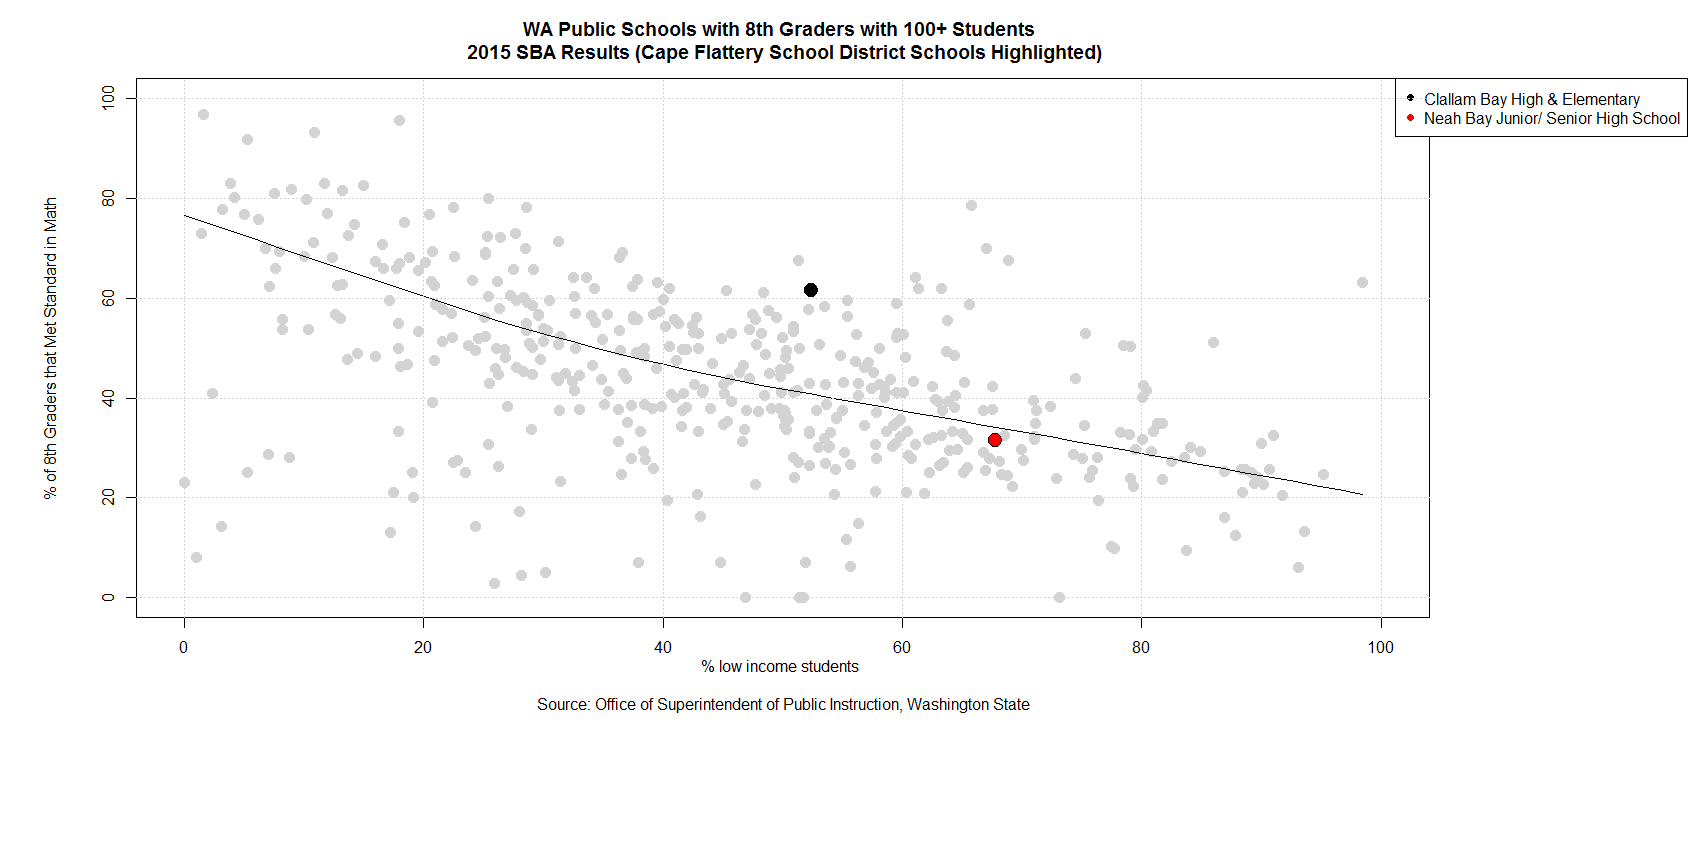 WA Public Schools with 8th Graders with 100+ Students
2015 SBA Results (Cape Flattery School District Schools Highlighted)
Clallam Bay High & Elementary
Neah Bay Junior/ Senior High School
% of 8th Graders that Met Standard in Math
100
80
60
40
20
0
0 20 40 60 80 100
% low income students
Source: Office of Superintendent of Public Instruction, Washington State